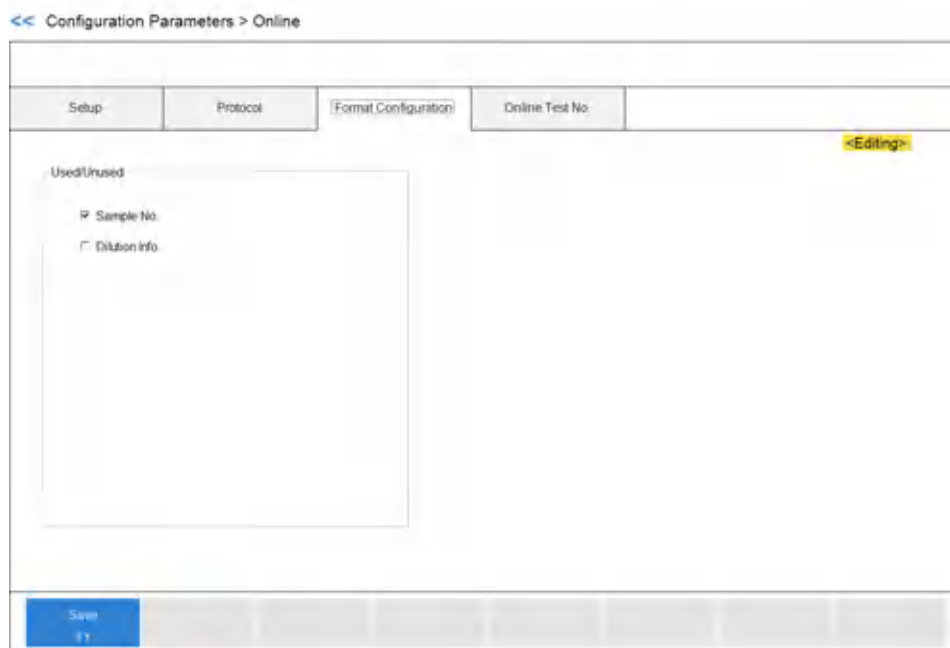 << Configuration Parameters > Online
Setup
Protocol
Format Configuration
Online Test No.
<Editing>
Used/Unused
Sample No.
Dilution Info.
Save
F1